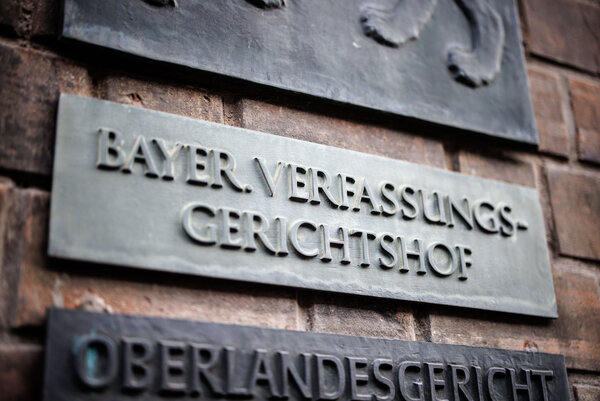 BAYER. VERFASSUNGS-
GERICHTSHOF
OBERLANDESGERICHT